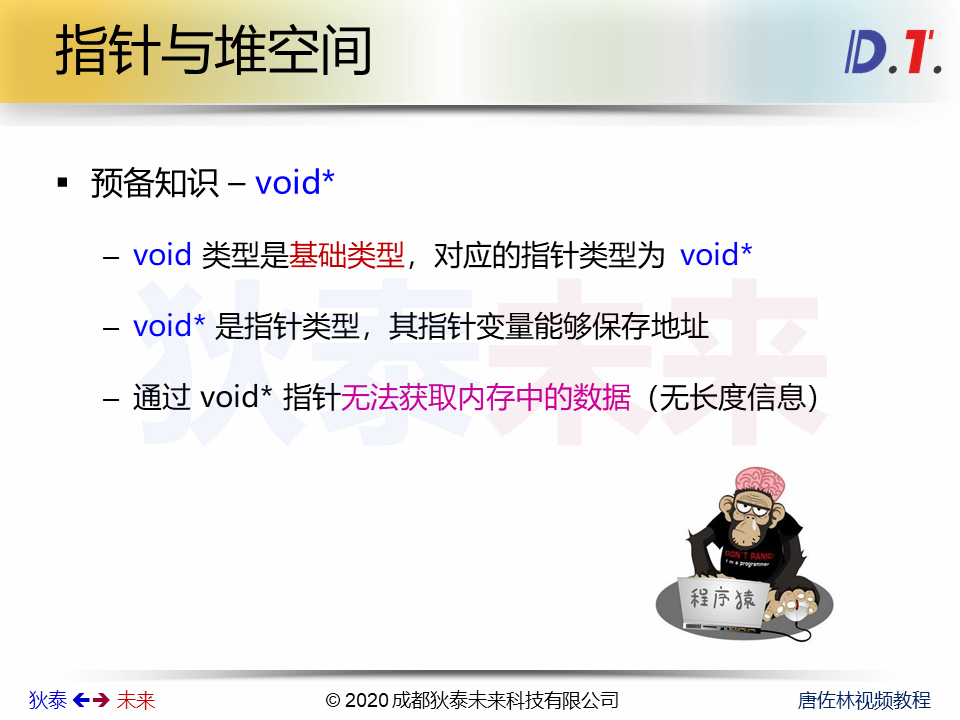 指针与堆空间
D.T.
预备知识 – void*
– void 类型是基础类型，对应的指针类型为 void*
– void* 是指针类型，其指针变量能够保存地址
– 通过 void* 指针无法获取内存中的数据（无长度信息）
狄泰未来
DON'T PANIC
I'm a programmer
程序猿
狄泰 未来
© 2020 成都狄泰未来科技有限公司
唐佐林视频教程